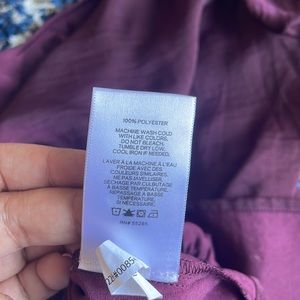 100% POLYESTER
MACHINE WASH COLD
WITH LIKE COLORS.
DO NOT BLEACH.
TUMBLE DRY LOW.
COOL IRON IF NEEDED.
LAVER À LA MACHINE À L'EAU
FROIDE AVEC DES
COULEURS SIMILAIRES.
NE PAS JAVELLISER.
SÉCHAGE PAR CULBUTAGE
À BASSE TEMPÉRATURE.
REPASSER À BASSE
TEMPÉRATURE
SI NÉCESSAIRE.
RN#